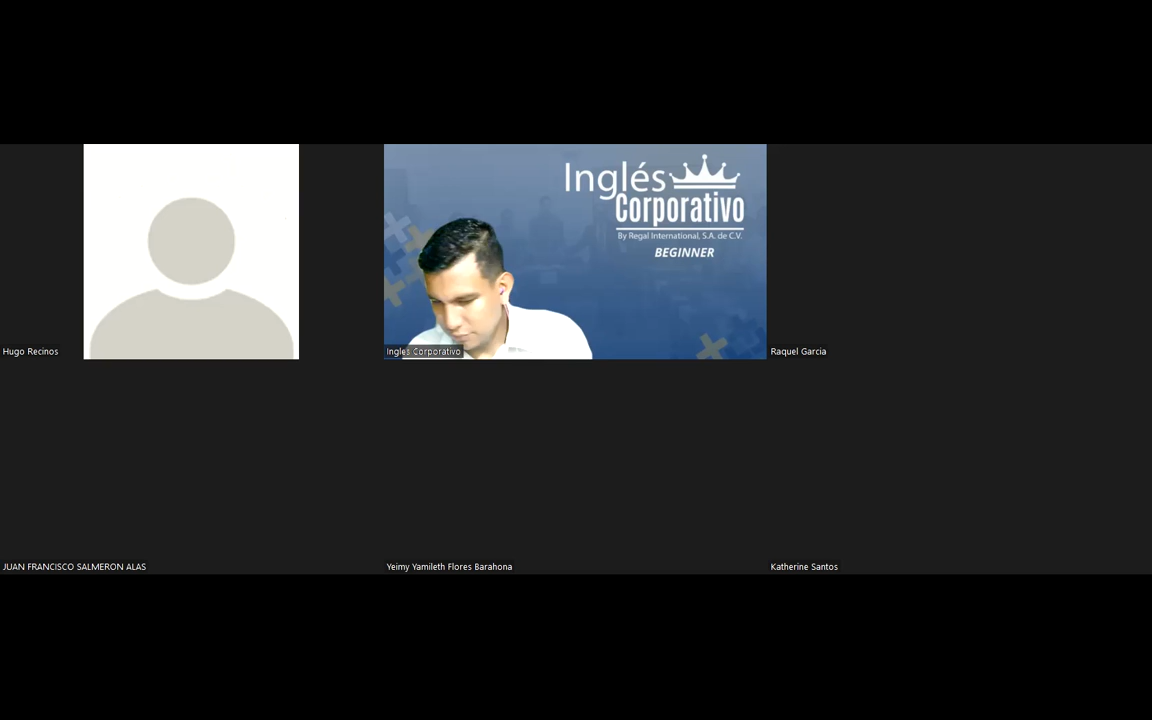 Inglés
Corporativo
By Regal International, S.A. de C.V.
BEGINNER
Hugo Recinos
Ingles Corporativo
Raquel Garcia
JUAN FRANCISCO SALMERON ALAS
Yeimy Yamileth Flores Barahona
Katherine Santos